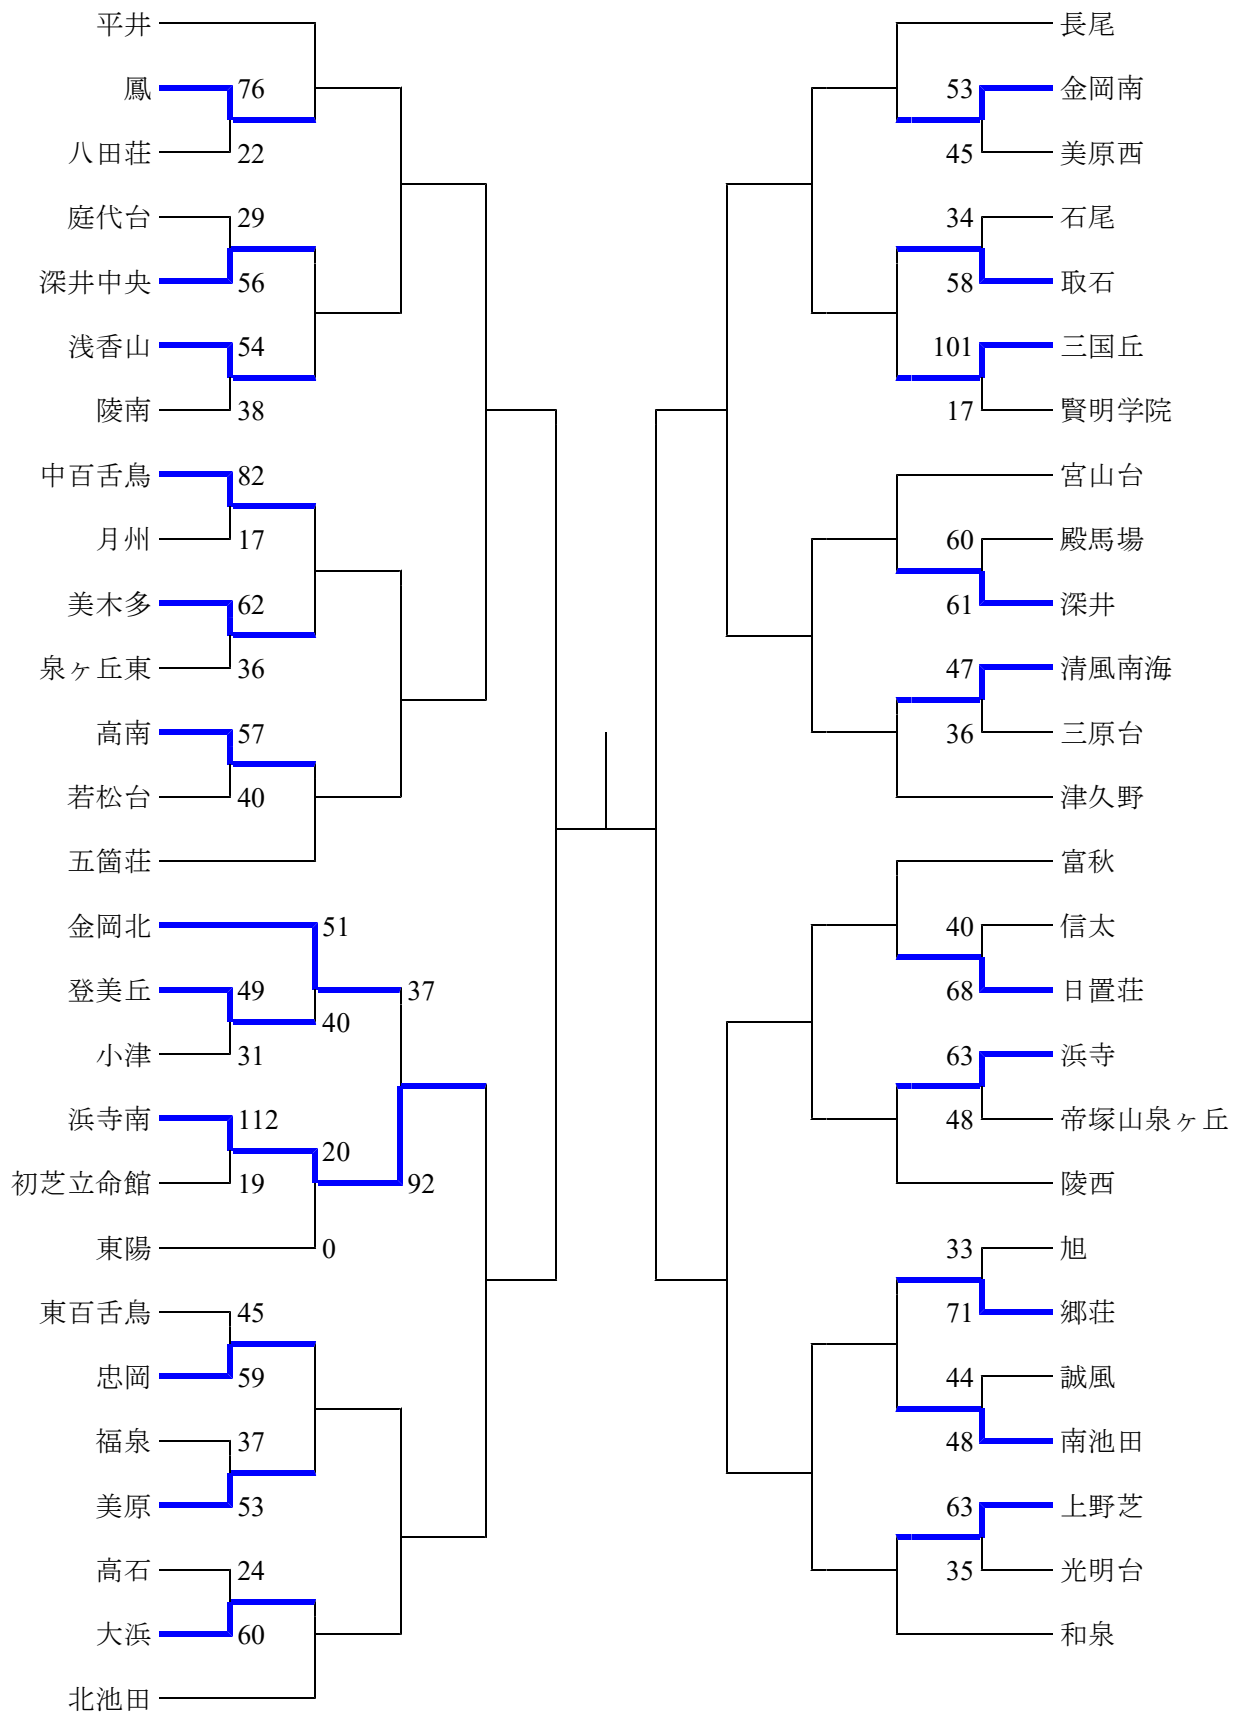 平井
鳳 76
八田荘 22
庭代台 29
深井中央 56
浅香山 54
陵南 38
中百舌鳥 82
月州 17
美木多 62
泉ヶ丘東 36
高南 57
若松台 40
五箇荘
金岡北 51
登美丘 49 37
40
小津 31
浜寺南 112
20
初芝立命館 19 92
東陽 0
東百舌鳥 45
忠岡 59
福泉 37
美原 53
高石 24
大浜 60
北池田
長尾
53 金岡南
45 美原西
34 石尾
58 取石
101 三国丘
17 賢明学院
宮山台
60 殿馬場
61 深井
47 清風南海
36 三原台
津久野
富秋
40 信太
68 日置荘
63 浜寺
48 帝塚山泉ヶ丘
陵西
33 旭
71 郷荘
44 誠風
48 南池田
63 上野芝
35 光明台
和泉